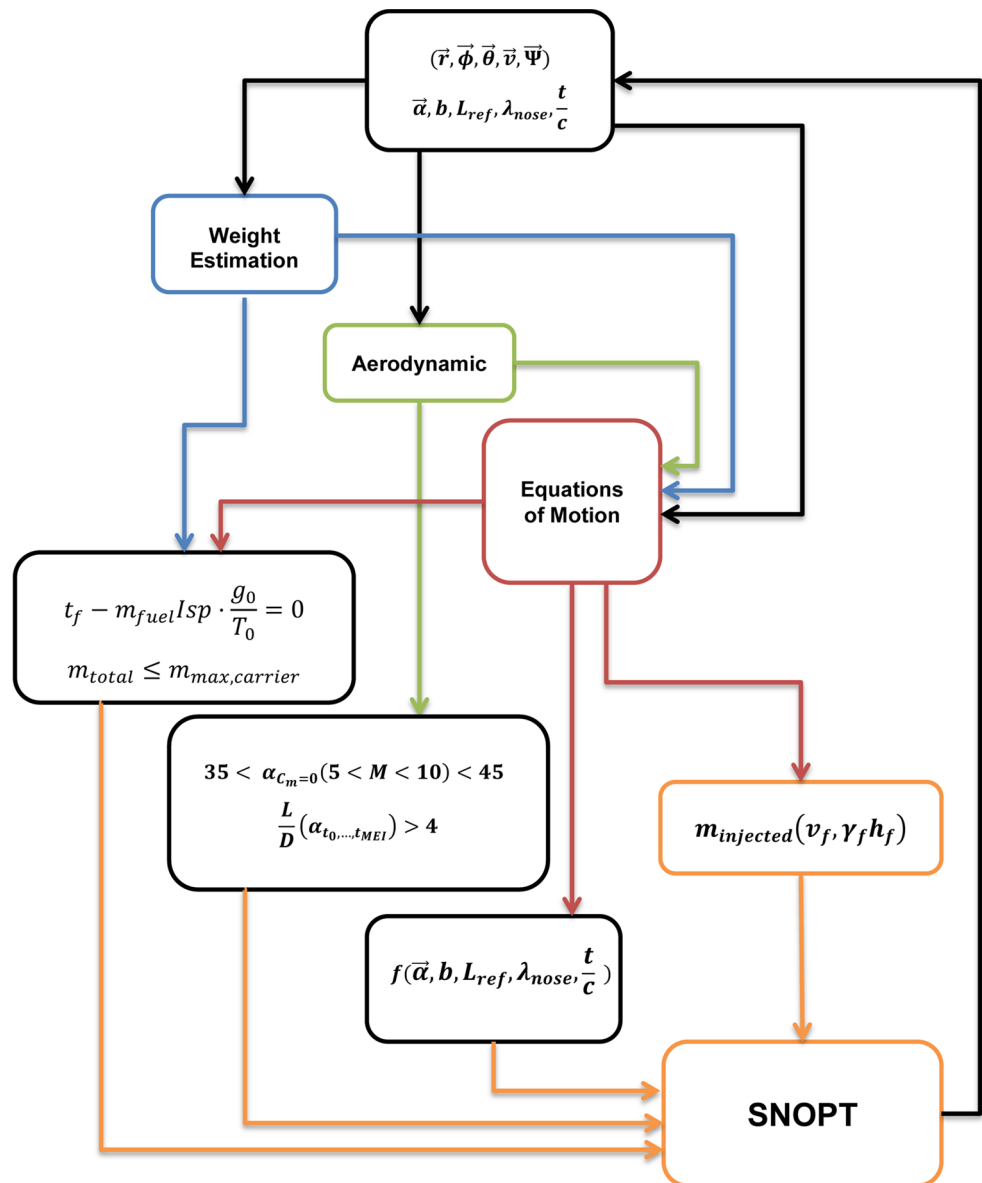 (r⃗, ϕ⃗, θ⃗, v⃗, Ψ⃗)
α⃗, b, L_ref, λ_nose, t/c
Weight
Estimation
Aerodynamic
Equations
of Motion
t_f − m_fuel Isp · g_0/T_0 = 0
m_total ≤ m_max,carrier
35 < α_{C_m=0}(5 < M < 10) < 45
L/D(α_{t_0,…,t_MEI}) > 4
m_injected(v_f, γ_f h_f)
f(α⃗, b, L_ref, λ_nose, t/c )
SNOPT